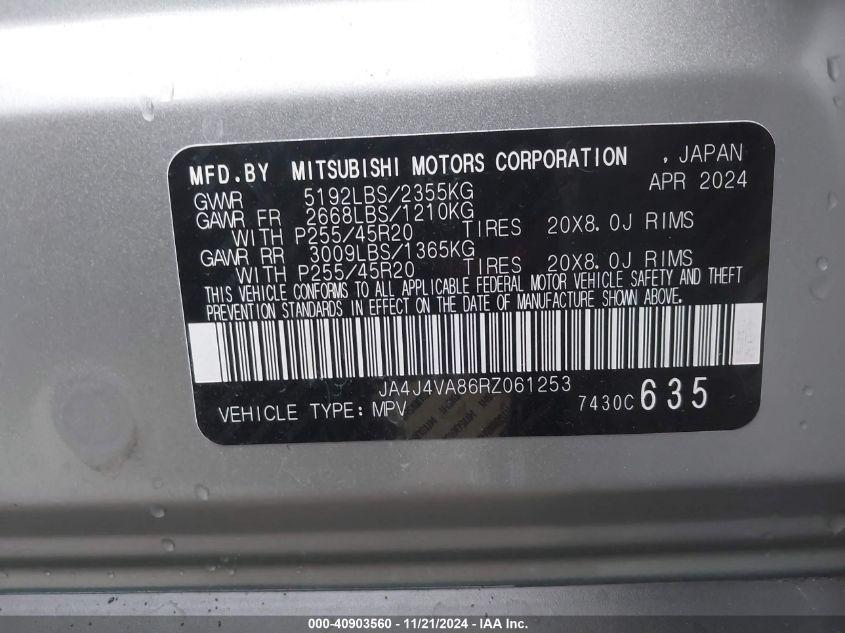 MFD.BY MITSUBISHI MOTORS CORPORATION , JAPAN
GVWR 5192LBS/2355KG APR 2024
GAWR FR 2668LBS/1210KG
WITH P255/45R20 TIRES 20X8.0J RIMS
GAWR RR 3009LBS/1365KG
WITH P255/45R20 TIRES 20X8.0J RIMS
THIS VEHICLE CONFORMS TO ALL APPLICABLE FEDERAL MOTOR VEHICLE SAFETY AND THEFT
PREVENTION STANDARDS IN EFFECT ON THE DATE OF MANUFACTURE SHOWN ABOVE.
JA4J4VA86RZ061253
VEHICLE TYPE: MPV 7430C 635
000-40903560 - 11/21/2024 - IAA Inc.